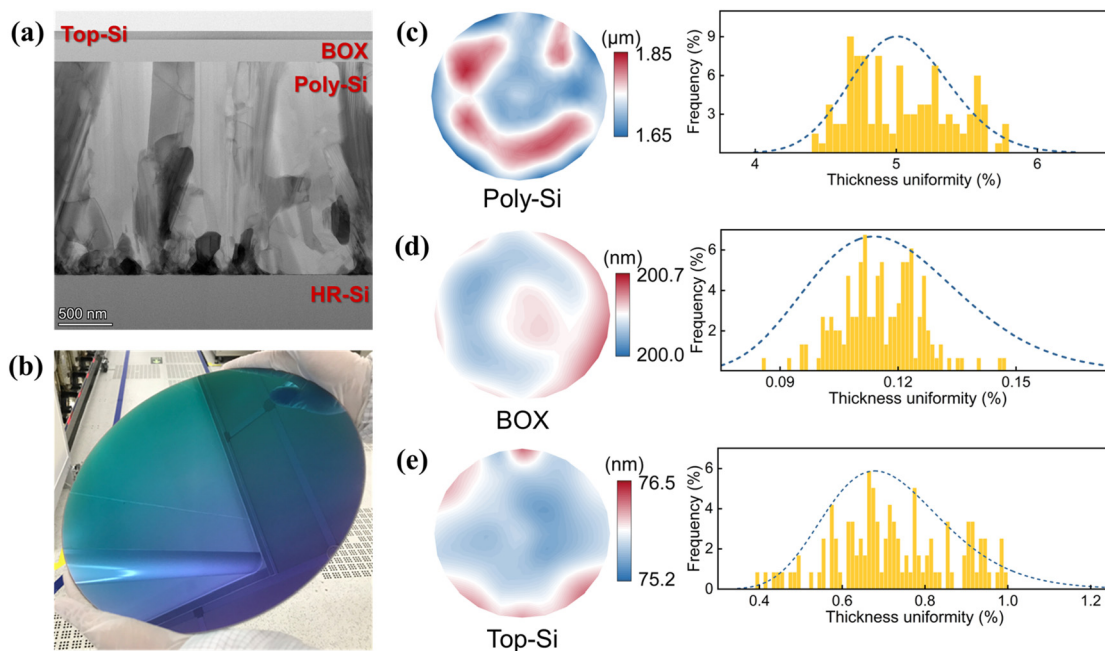 (a)
Top-Si
BOX
Poly-Si
HR-Si
500 nm
(b)
(c)
(μm)
1.85
1.65
Poly-Si
Frequency (%)
9
6
3
4 5 6
Thickness uniformity (%)
(d)
(nm)
200.7
200.0
BOX
Frequency (%)
6
4
2
0.09 0.12 0.15
Thickness uniformity (%)
(e)
(nm)
76.5
75.2
Top-Si
Frequency (%)
6
4
2
0
0.4 0.6 0.8 1.0 1.2
Thickness uniformity (%)